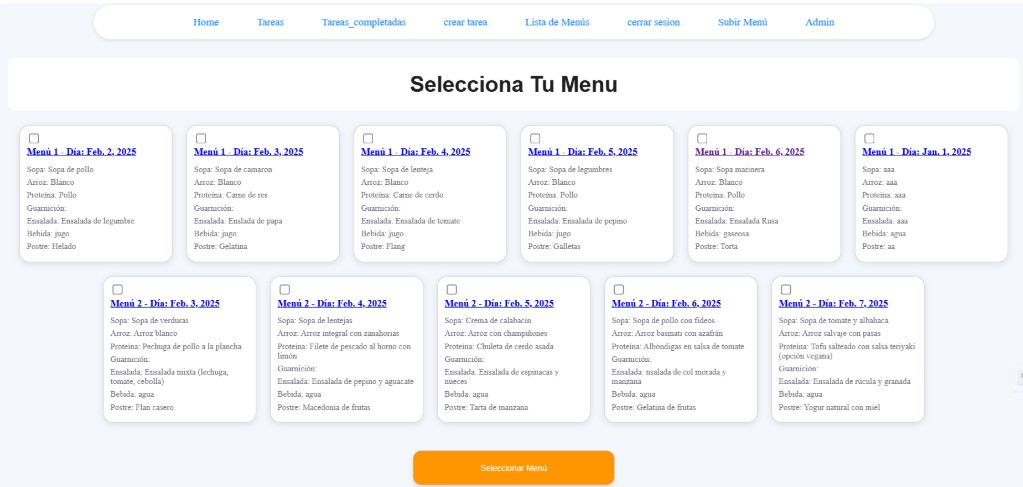 Home Tareas Tareas_completadas crear tarea Lista de Menús cerrar sesion Subir Menú Admin
Selecciona Tu Menu
Menú 1 - Día: Feb. 2, 2025
Sopa: Sopa de pollo
Arroz: Blanco
Proteína: Pollo
Guarnición:
Ensalada: Ensalada de legumbre
Bebida: jugo
Postre: Helado
Menú 1 - Día: Feb. 3, 2025
Sopa: Sopa de camaron
Arroz: Blanco
Proteína: Carne de res
Guarnición:
Ensalada: Enslada de papa
Bebida: jugo
Postre: Gelatina
Menú 1 - Día: Feb. 4, 2025
Sopa: Sopa de lenteja
Arroz: Blanco
Proteína: Carne de cerdo
Guarnición:
Ensalada: Ensalada de tomate
Bebida: jugo
Postre: Flang
Menú 1 - Día: Feb. 5, 2025
Sopa: Sopa de legumbres
Arroz: Blanco
Proteína: Pollo
Guarnición:
Ensalada: Ensalada de pepino
Bebida: jugo
Postre: Galletas
Menú 1 - Día: Feb. 6, 2025
Sopa: Sopa marinera
Arroz: Blanco
Proteína: Pollo
Guarnición:
Ensalada: Ensalada Rusa
Bebida: gaseosa
Postre: Torta
Menú 1 - Día: Jan. 1, 2025
Sopa: aaa
Arroz: aaa
Proteína: aaa
Guarnición:
Ensalada: aaa
Bebida: agua
Postre: aa
Menú 2 - Día: Feb. 3, 2025
Sopa: Sopa de verduras
Arroz: Arroz blanco
Proteína: Pechuga de pollo a la plancha
Guarnición:
Ensalada: Ensalada mixta (lechuga,
tomate, cebolla)
Bebida: agua
Postre: Flan casero
Menú 2 - Día: Feb. 4, 2025
Sopa: Sopa de lentejas
Arroz: Arroz integral con zanahorias
Proteína: Filete de pescado al horno con
limón
Guarnición:
Ensalada: Ensalada de pepino y aguacate
Bebida: agua
Postre: Macedonia de frutas
Menú 2 - Día: Feb. 5, 2025
Sopa: Crema de calabacín
Arroz: Arroz con champiñones
Proteína: Chuleta de cerdo asada
Guarnición:
Ensalada: Ensalada de espinacas y
nueces
Bebida: agua
Postre: Tarta de manzana
Menú 2 - Día: Feb. 6, 2025
Sopa: Sopa de pollo con fideos
Arroz: Arroz basmati con azafrán
Proteína: Albóndigas en salsa de tomate
Guarnición:
Ensalada: nsalada de col morada y
manzana
Bebida: agua
Postre: Gelatina de frutas
Menú 2 - Día: Feb. 7, 2025
Sopa: Sopa de tomate y albahaca
Arroz: Arroz salvaje con pasas
Proteína: Tofu salteado con salsa teriyaki
(opción vegana)
Guarnición:
Ensalada: Ensalada de rúcula y granada
Bebida: agua
Postre: Yogur natural con miel
Seleccionar Menú